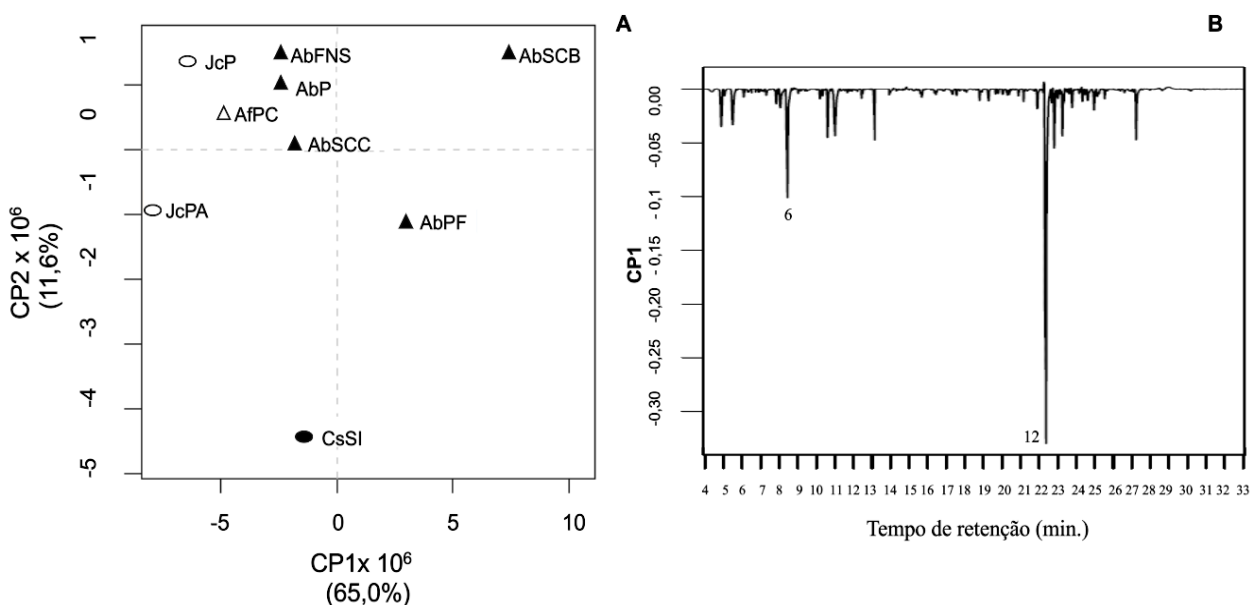 A
B
1
0
-1
-2
-3
-4
-5
CP2 x 10⁶
(11,6%)
JcP
AbFNS
AbSCB
AbP
AfPC
AbSCC
JcPA
AbPF
CsSI
-5
0
5
10
CP1x 10⁶
(65,0%)
0,00
-0,05
-0,1
-0,15
-0,20
-0,25
-0,30
CP1
6
12
4 5 6 7 8 9 10 11 12 13 14 15 16 17 18 19 20 21 22 23 24 25 26 27 28 29 30 31 32 33
Tempo de retenção (min.)